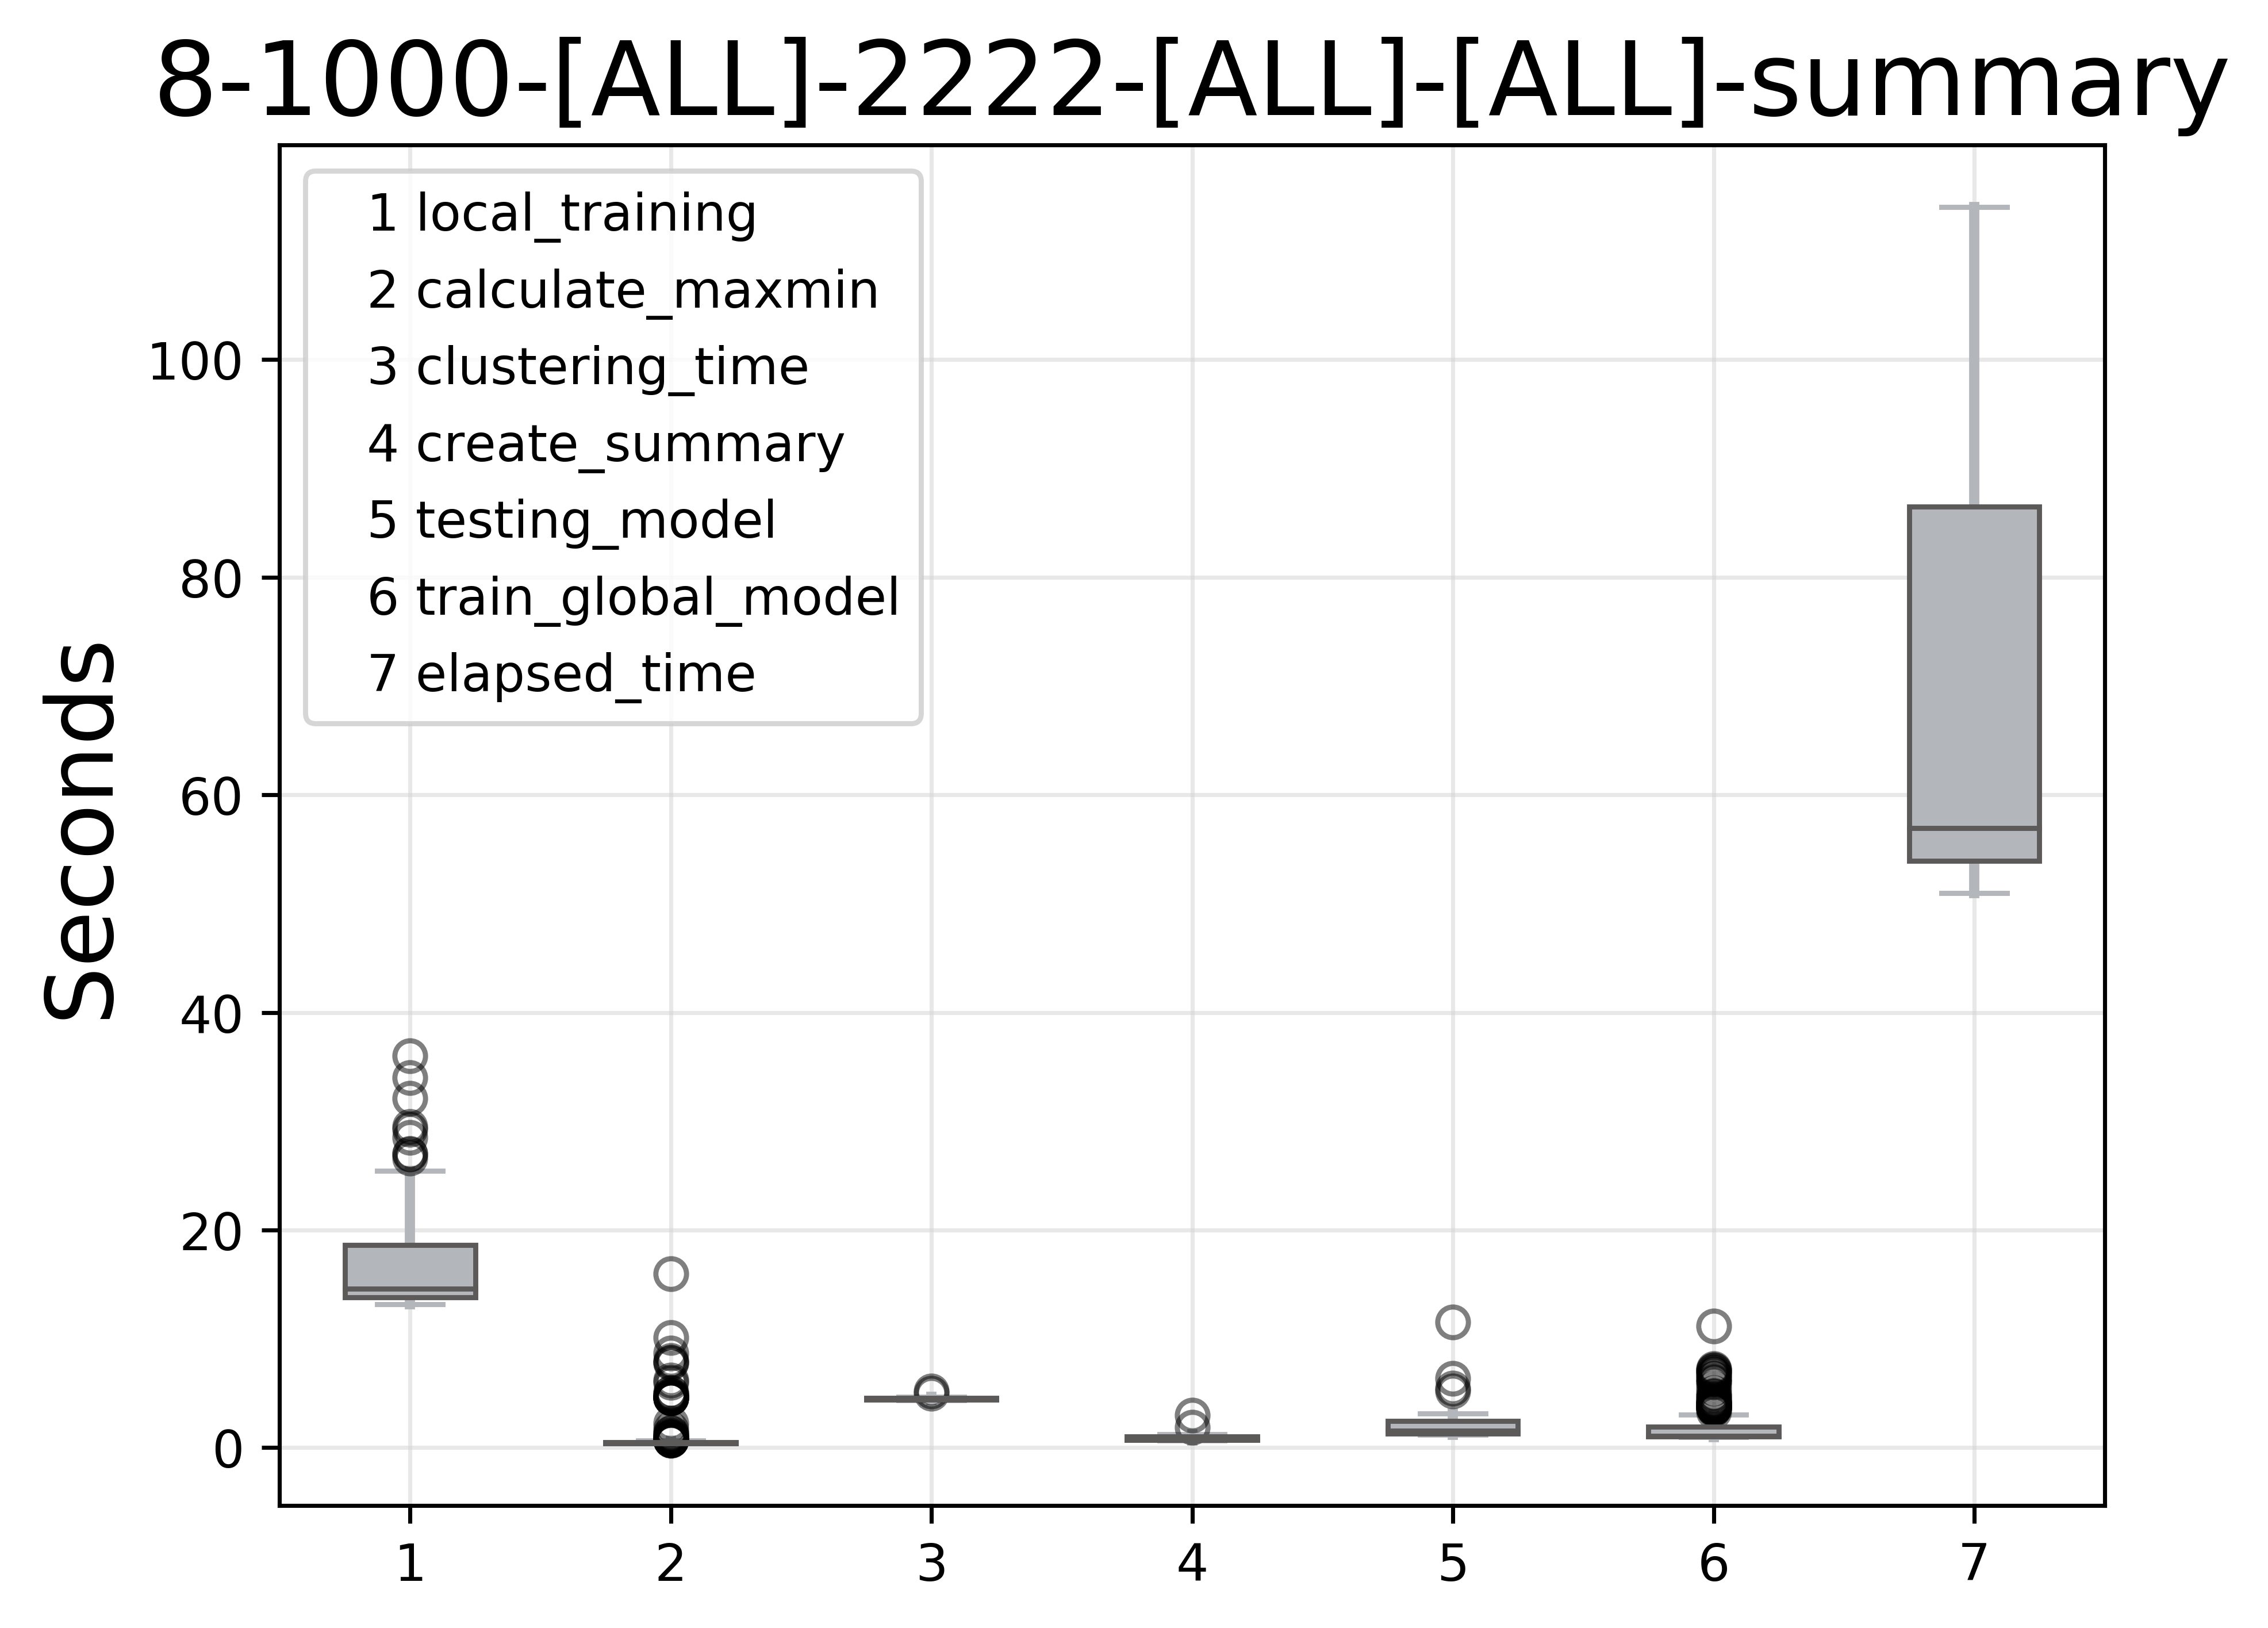 8-1000-[ALL]-2222-[ALL]-[ALL]-summary
1 local_training
2 calculate_maxmin
3 clustering_time
4 create_summary
5 testing_model
6 train_global_model
7 elapsed_time
Seconds
100
80
60
40
20
0
1 2 3 4 5 6 7